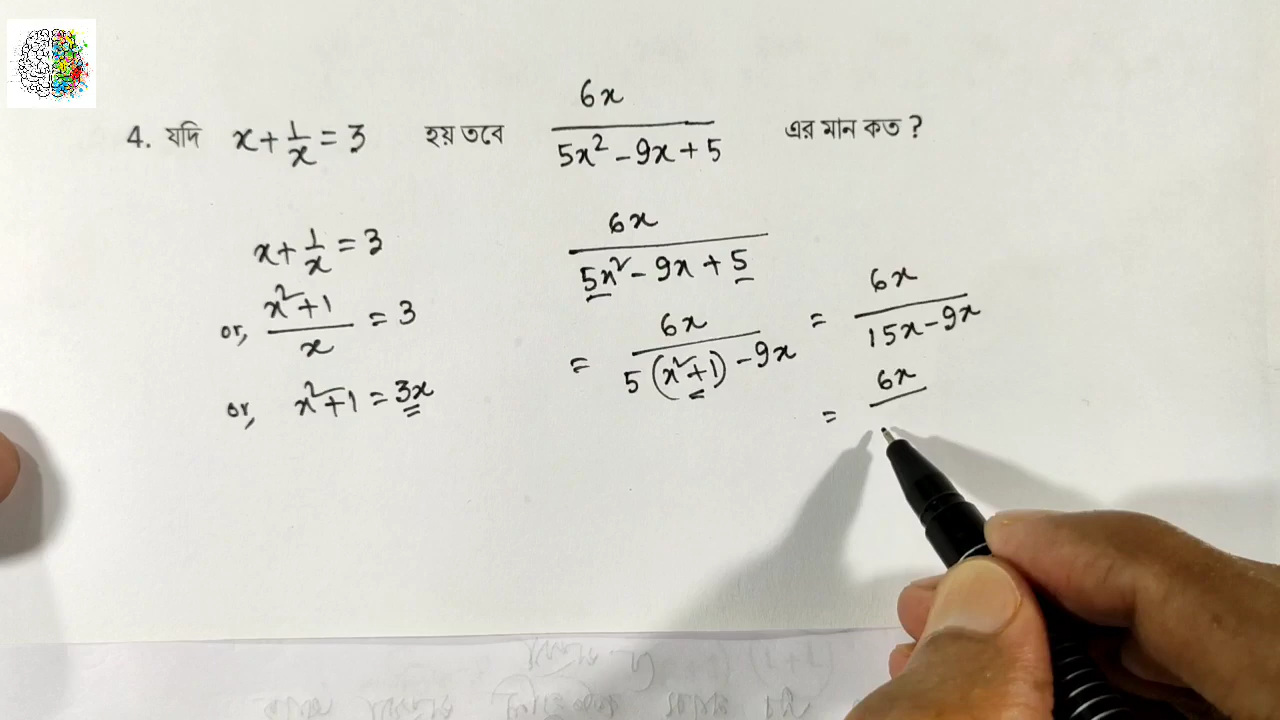 4. যদি x + 1/x = 3 হয় তবে 6x / (5x² - 9x + 5) এর মান কত ?
x + 1/x = 3
or, (x² + 1) / x = 3
or, x² + 1 = 3x
6x / (5x² - 9x + 5)
= 6x / (5(x² + 1) - 9x) = 6x / (15x - 9x)
= 6x /